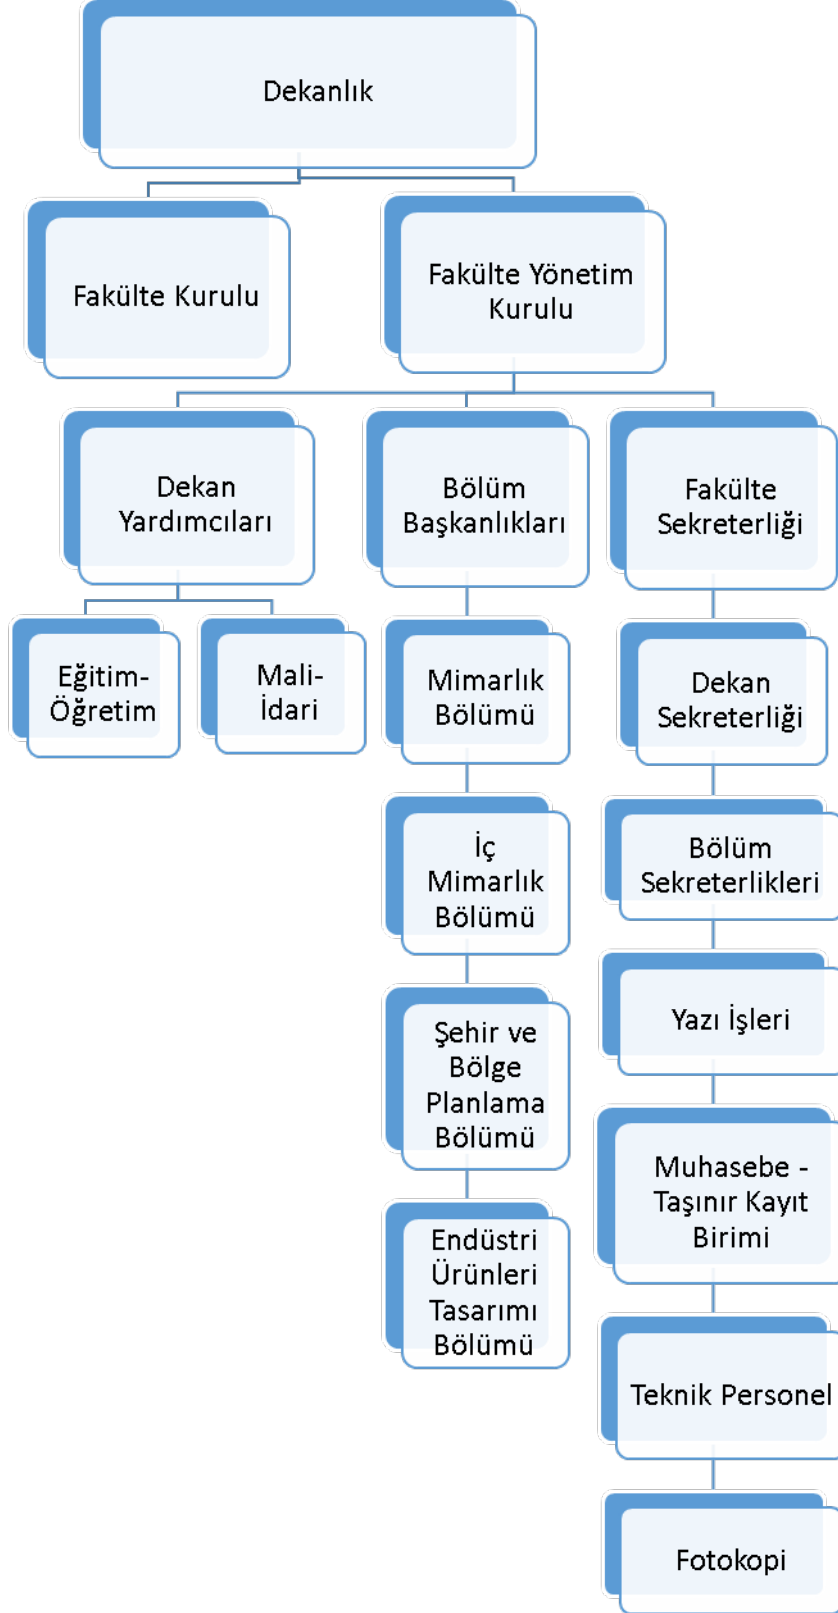 Dekanlık
Fakülte Kurulu
Fakülte Yönetim
Kurulu
Dekan
Yardımcıları
Bölüm
Başkanlıkları
Fakülte
Sekreterliği
Eğitim-
Öğretim
Mali-
İdari
Mimarlık
Bölümü
Dekan
Sekreterliği
İç
Mimarlık
Bölümü
Bölüm
Sekreterlikleri
Şehir ve
Bölge
Planlama
Bölümü
Yazı İşleri
Muhasebe -
Taşınır Kayıt
Birimi
Endüstri
Ürünleri
Tasarımı
Bölümü
Teknik Personel
Fotokopi